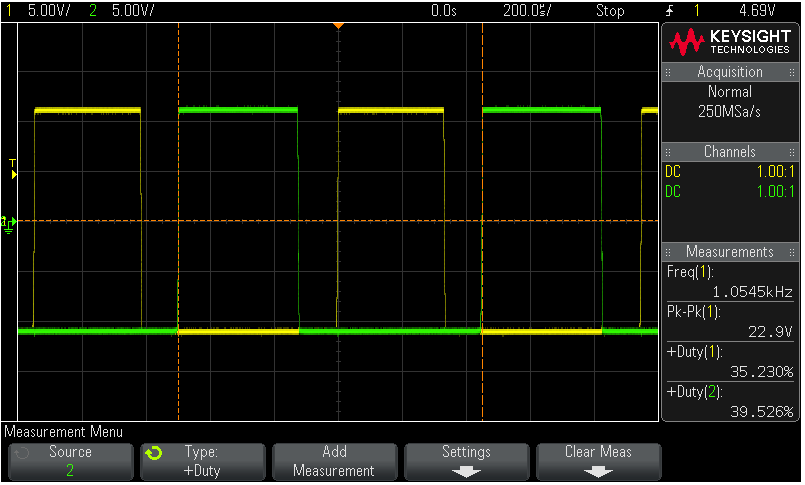 1 5.00V/ 2 5.00V/ 0.0s 200.0us/ Stop 1 4.69V
KEYSIGHT
TECHNOLOGIES
Acquisition
Normal
250MSa/s
Channels
DC 1.00:1
DC 1.00:1
Measurements
Freq(1):
1.0545kHz
Pk-Pk(1):
22.9V
+Duty(1):
35.230%
+Duty(2):
39.526%
T
Measurement Menu
Source
2
Type:
+Duty
Add
Measurement
Settings
Clear Meas